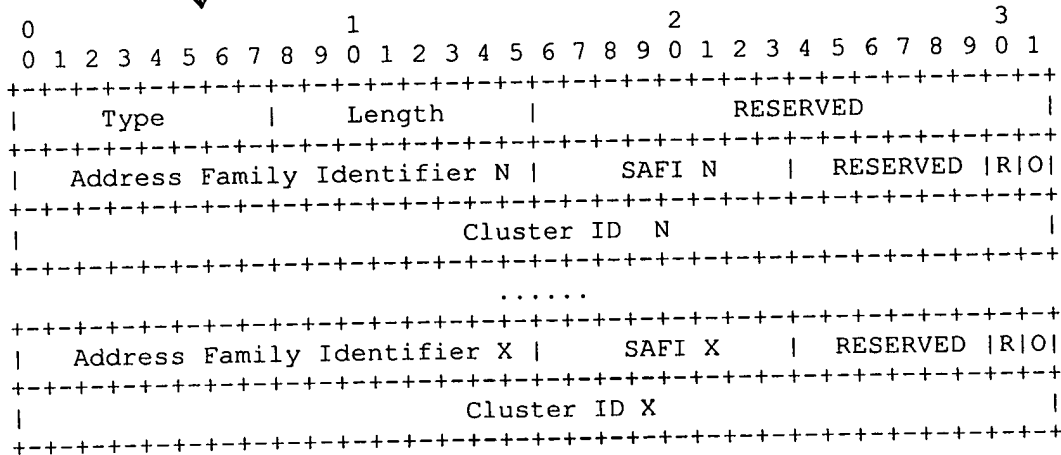 0                   1                   2                   3
0 1 2 3 4 5 6 7 8 9 0 1 2 3 4 5 6 7 8 9 0 1 2 3 4 5 6 7 8 9 0 1
+-+-+-+-+-+-+-+-+-+-+-+-+-+-+-+-+-+-+-+-+-+-+-+-+-+-+-+-+-+-+-+-+
| Type | Length | RESERVED |
+-+-+-+-+-+-+-+-+-+-+-+-+-+-+-+-+-+-+-+-+-+-+-+-+-+-+-+-+-+-+-+-+
| Address Family Identifier N | SAFI N | RESERVED |R|O|
+-+-+-+-+-+-+-+-+-+-+-+-+-+-+-+-+-+-+-+-+-+-+-+-+-+-+-+-+-+-+-+-+
| Cluster ID N |
+-+-+-+-+-+-+-+-+-+-+-+-+-+-+-+-+-+-+-+-+-+-+-+-+-+-+-+-+-+-+-+-+
......
+-+-+-+-+-+-+-+-+-+-+-+-+-+-+-+-+-+-+-+-+-+-+-+-+-+-+-+-+-+-+-+-+
| Address Family Identifier X | SAFI X | RESERVED |R|O|
+-+-+-+-+-+-+-+-+-+-+-+-+-+-+-+-+-+-+-+-+-+-+-+-+-+-+-+-+-+-+-+-+
| Cluster ID X |
+-+-+-+-+-+-+-+-+-+-+-+-+-+-+-+-+-+-+-+-+-+-+-+-+-+-+-+-+-+-+-+-+